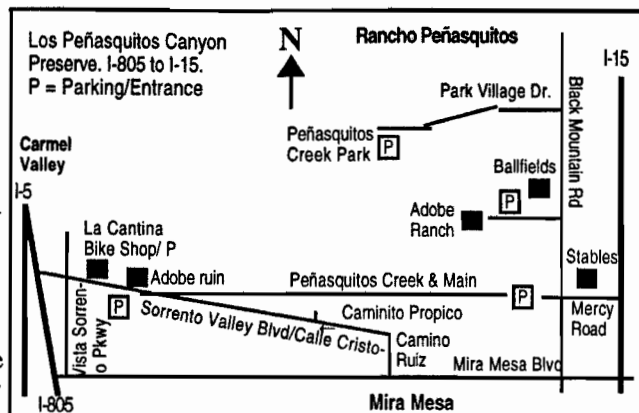 Los Peñasquitos Canyon
Preserve. I-805 to I-15.
P = Parking/Entrance
N
Rancho Peñasquitos
I-15
Park Village Dr.
Black Mountain Rd
Peñasquitos
Creek Park
P
Carmel
Valley
I-5
Ballfields
P
Adobe
Ranch
La Cantina
Bike Shop/ P
Adobe ruin
Stables
Peñasquitos Creek & Main
P
Mercy
Road
Vista Sorren-
o Pkwy
P
Sorrento Valley Blvd/Calle Cristo-
Caminito Propico
Camino
Ruíz
Mira Mesa Blvd
I-805
Mira Mesa